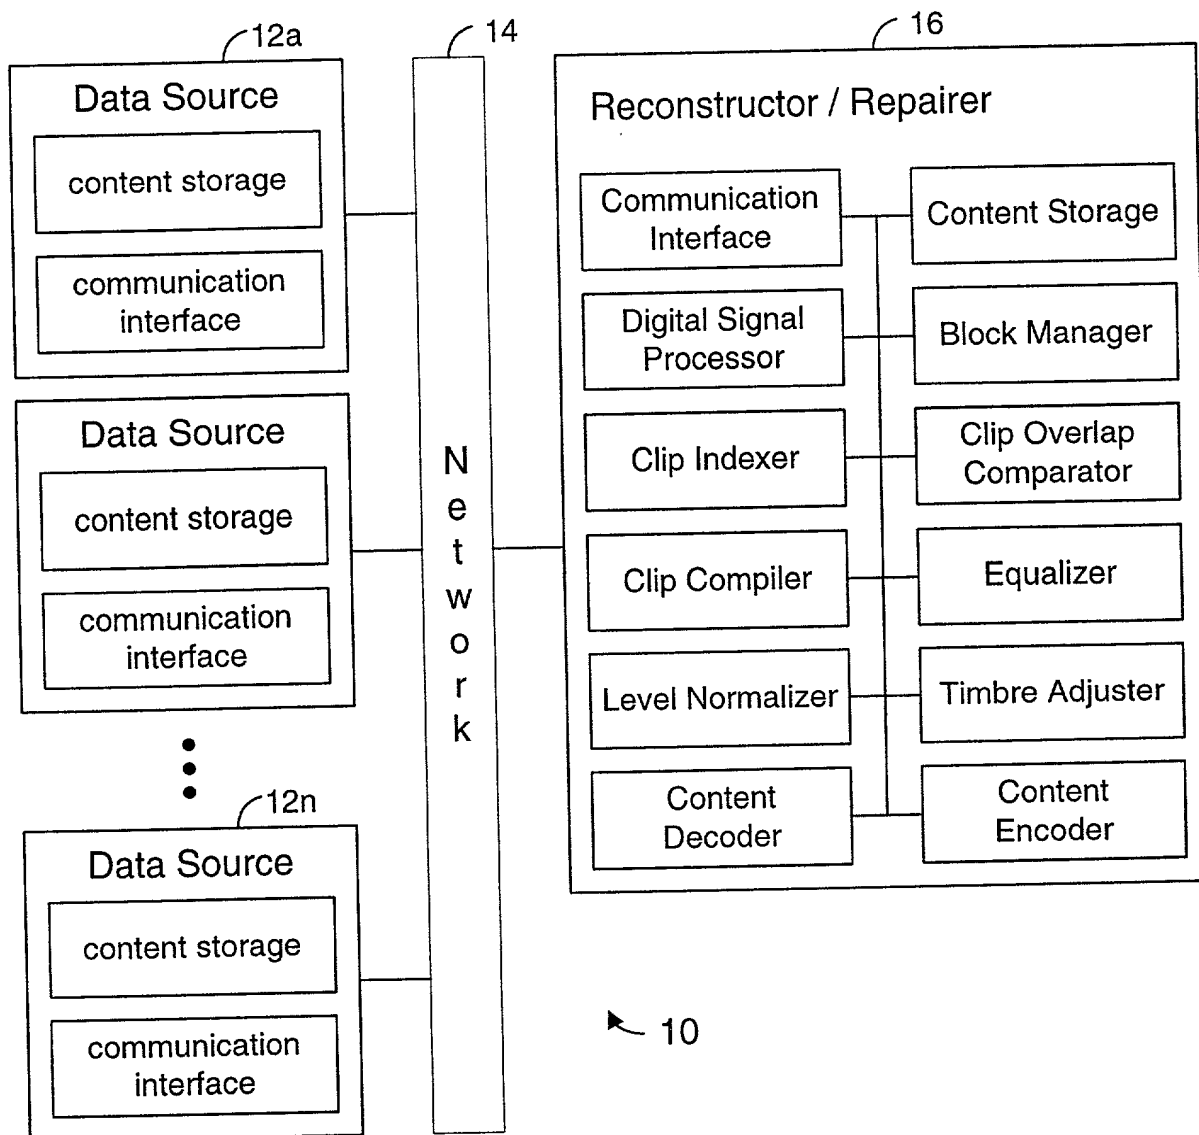 12a
Data Source
content storage
communication
interface
Data Source
content storage
communication
interface
12n
Data Source
content storage
communication
interface
14
Network
16
Reconstructor / Repairer
Communication
Interface
Content Storage
Digital Signal
Processor
Block Manager
Clip Indexer
Clip Overlap
Comparator
Clip Compiler
Equalizer
Level Normalizer
Timbre Adjuster
Content
Decoder
Content
Encoder
10